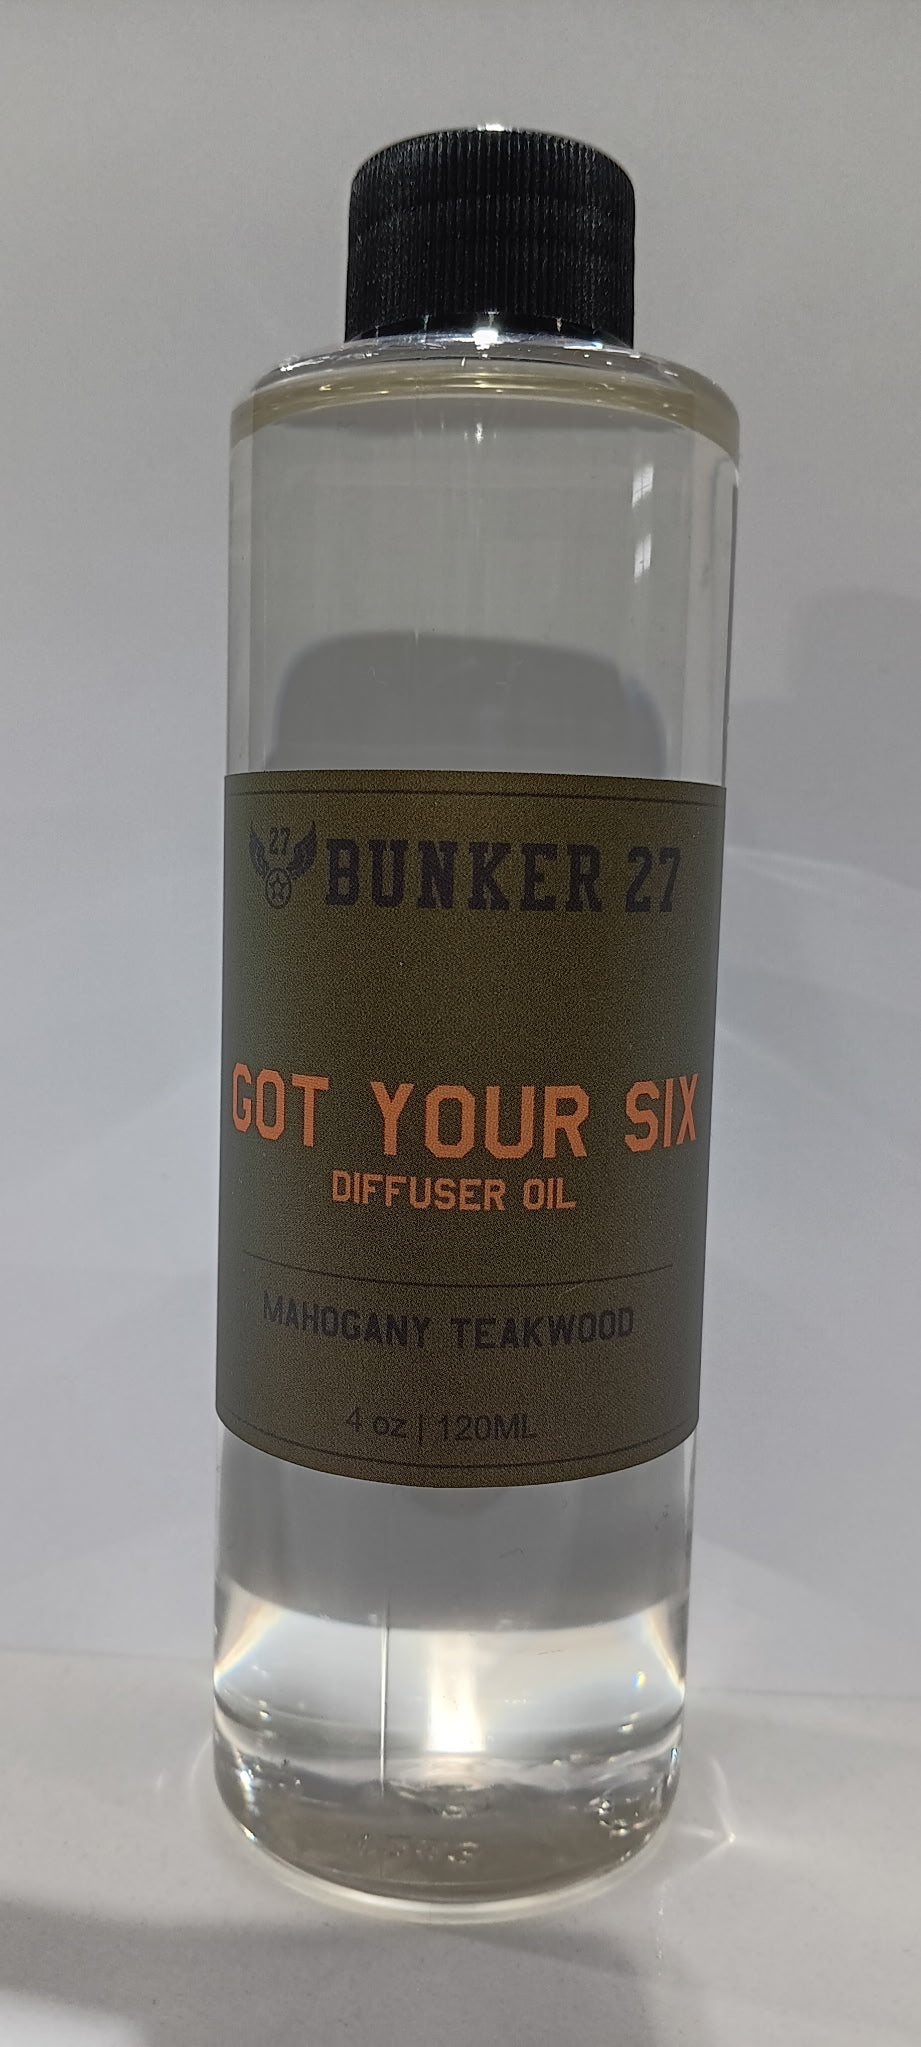 27
BUNKER 27
GOT YOUR SIX
DIFFUSER OIL
MAHOGANY TEAKWOOD
4 oz | 120ML